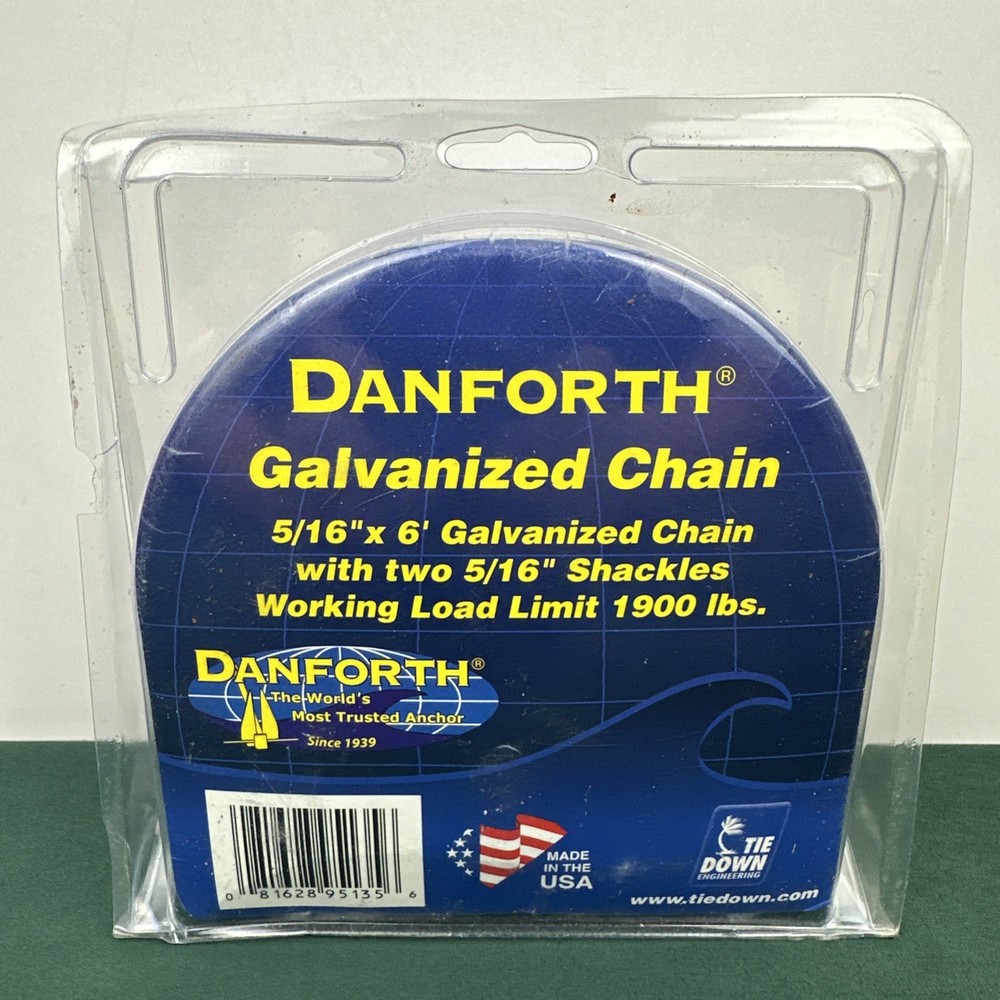 DANFORTH®
Galvanized Chain
5/16"x 6' Galvanized Chain
with two 5/16" Shackles
Working Load Limit 1900 lbs.
DANFORTH®
The World's
Most Trusted Anchor
Since 1939
0 81628 95135 6
MADE
IN THE
USA
TIE
DOWN
ENGINEERING
www.tiedown.com